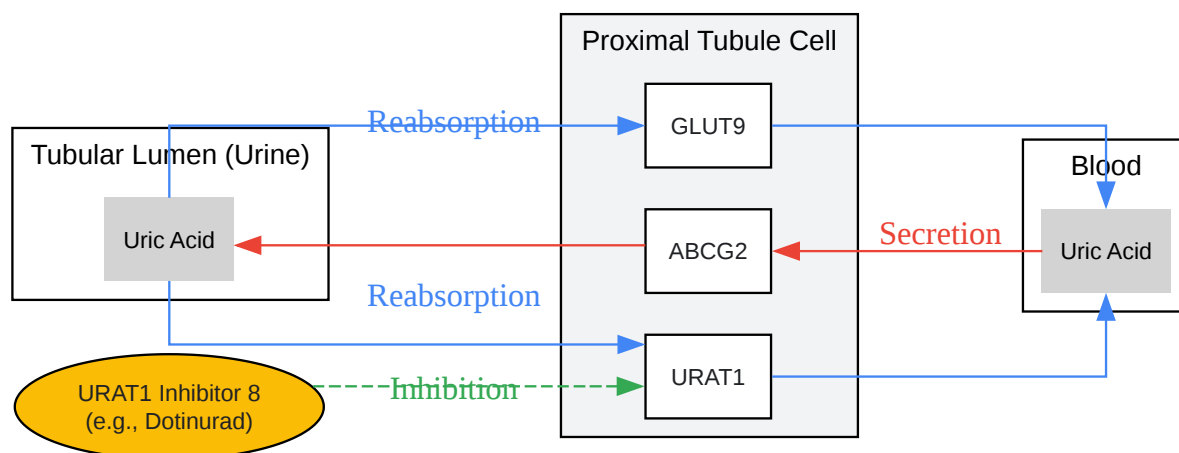 Proximal Tubule Cell
Reabsorption
GLUT9
Tubular Lumen (Urine)
Blood
Uric Acid
ABCG2
Secretion
Uric Acid
Reabsorption
URAT1
Inhibition
URAT1 Inhibitor 8
(e.g., Dotinurad)